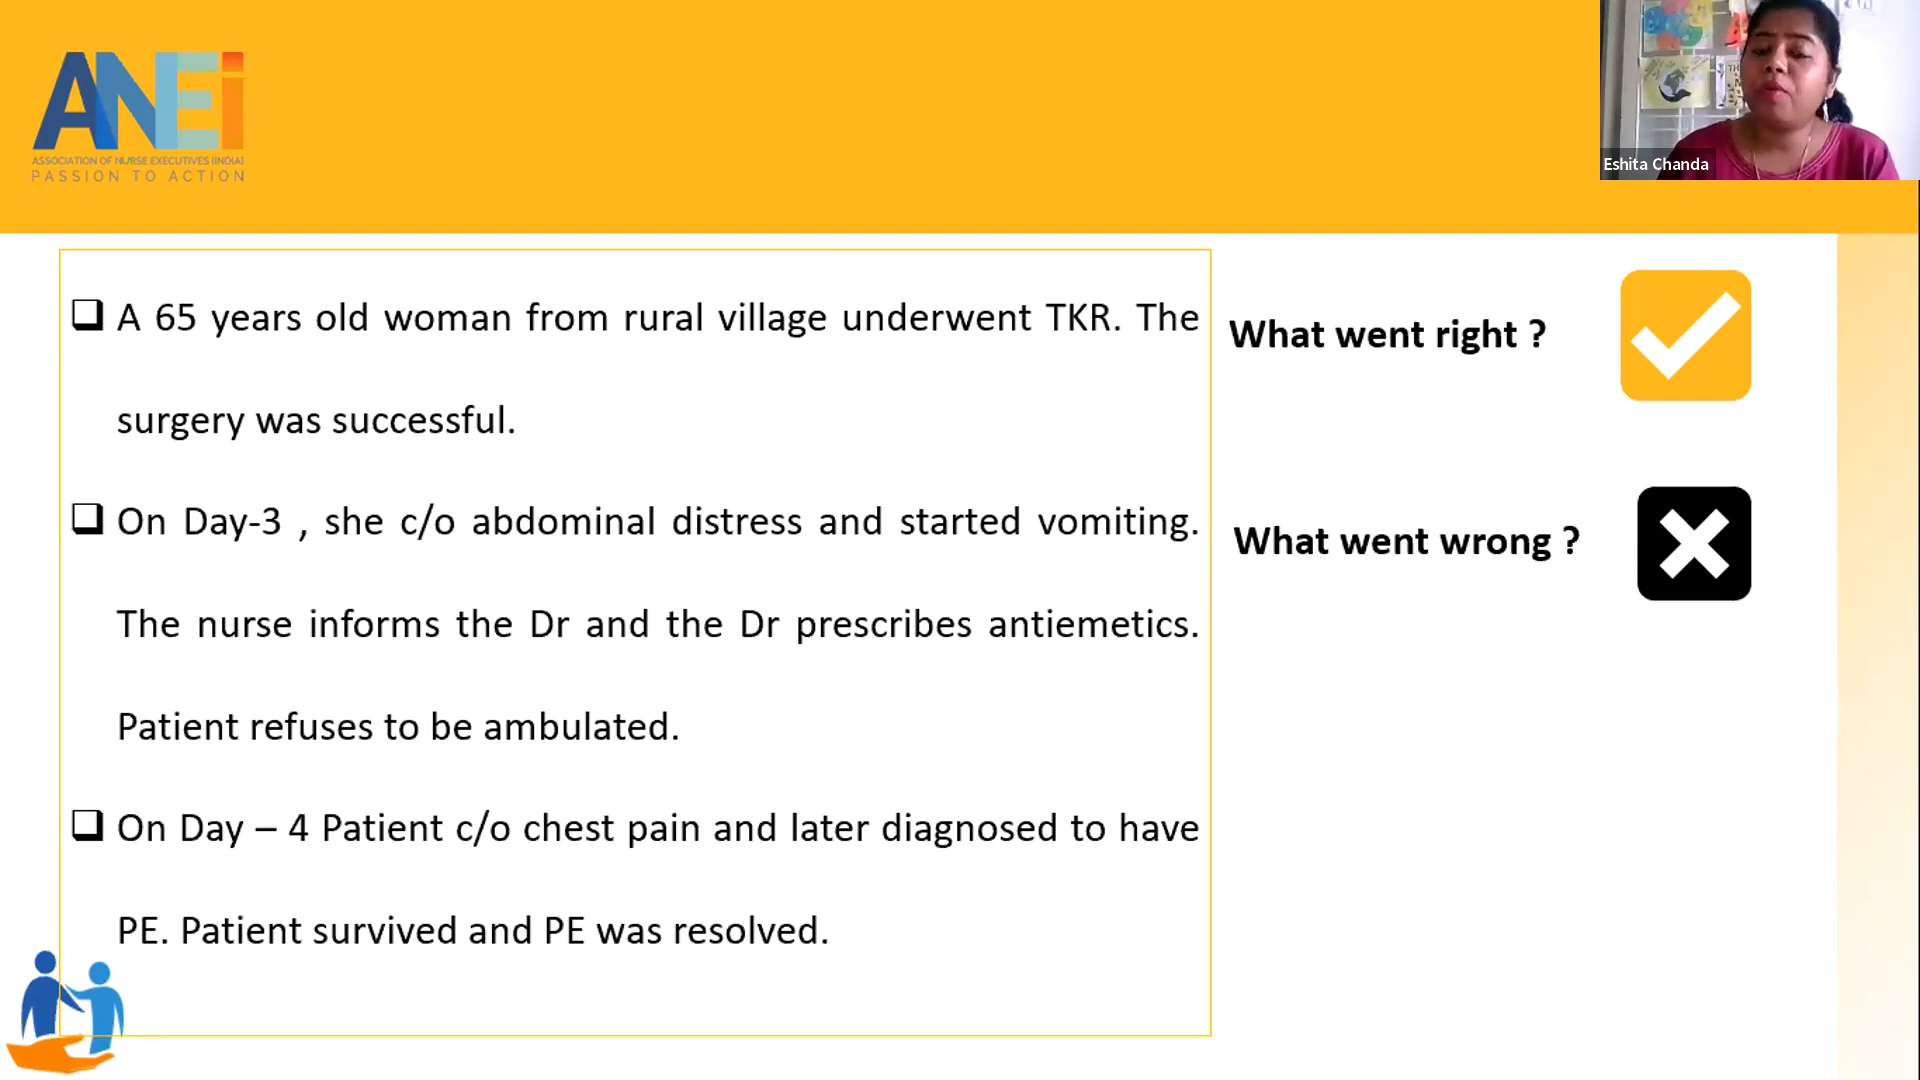 ANEi
ASSOCIATION OF NURSE EXECUTIVES (INDIA)
PASSION TO ACTION
Eshita Chanda
A 65 years old woman from rural village underwent TKR. The
surgery was successful.
On Day-3 , she c/o abdominal distress and started vomiting.
The nurse informs the Dr and the Dr prescribes antiemetics.
Patient refuses to be ambulated.
On Day – 4 Patient c/o chest pain and later diagnosed to have
PE. Patient survived and PE was resolved.
What went right ?
What went wrong ?